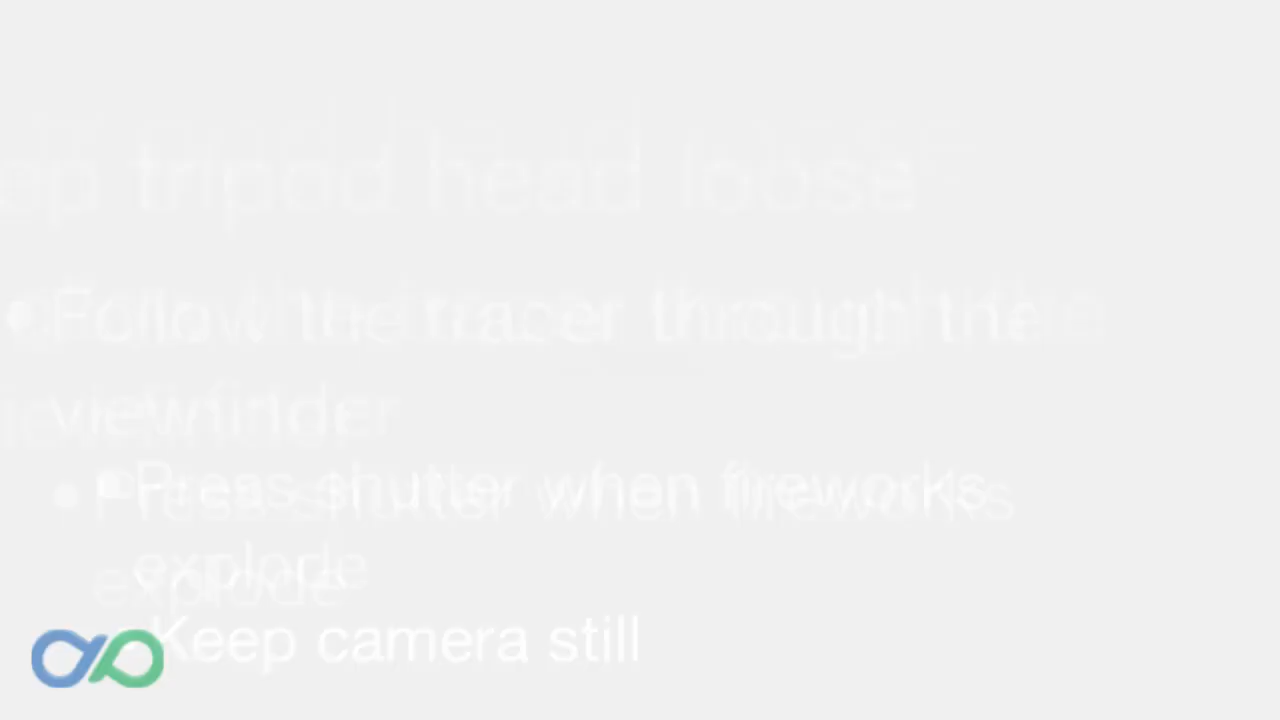 ep tripod head loose
• Follow the tracer through the
viewfinder
• Press shutter when fireworks
explode
Keep camera still